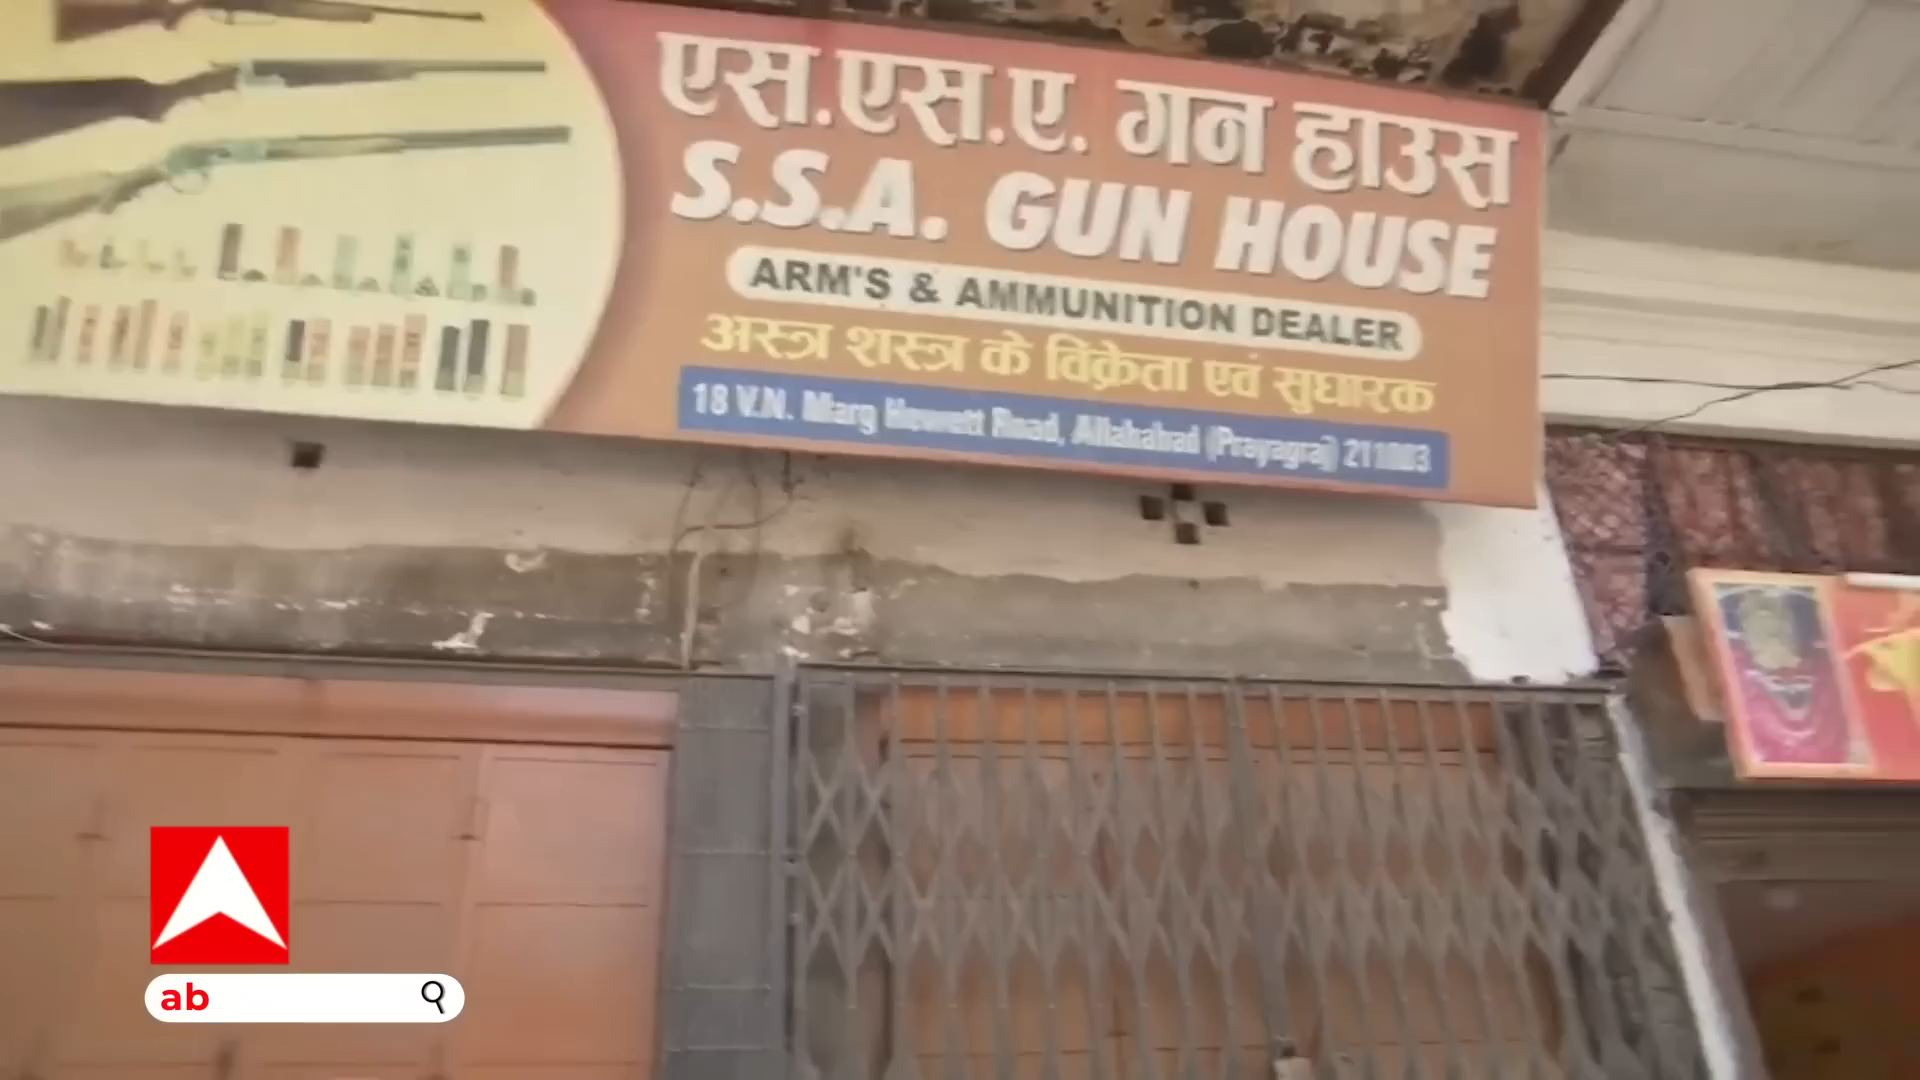 एस.एस.ए. गन हाउस
S.S.A. GUN HOUSE
ARM'S & AMMUNITION DEALER
अस्त्र शस्त्र के विक्रेता एवं सुधारक
18 V.N. Marg Hewett Road, Allahabad (Prayagraj) 211003
ab